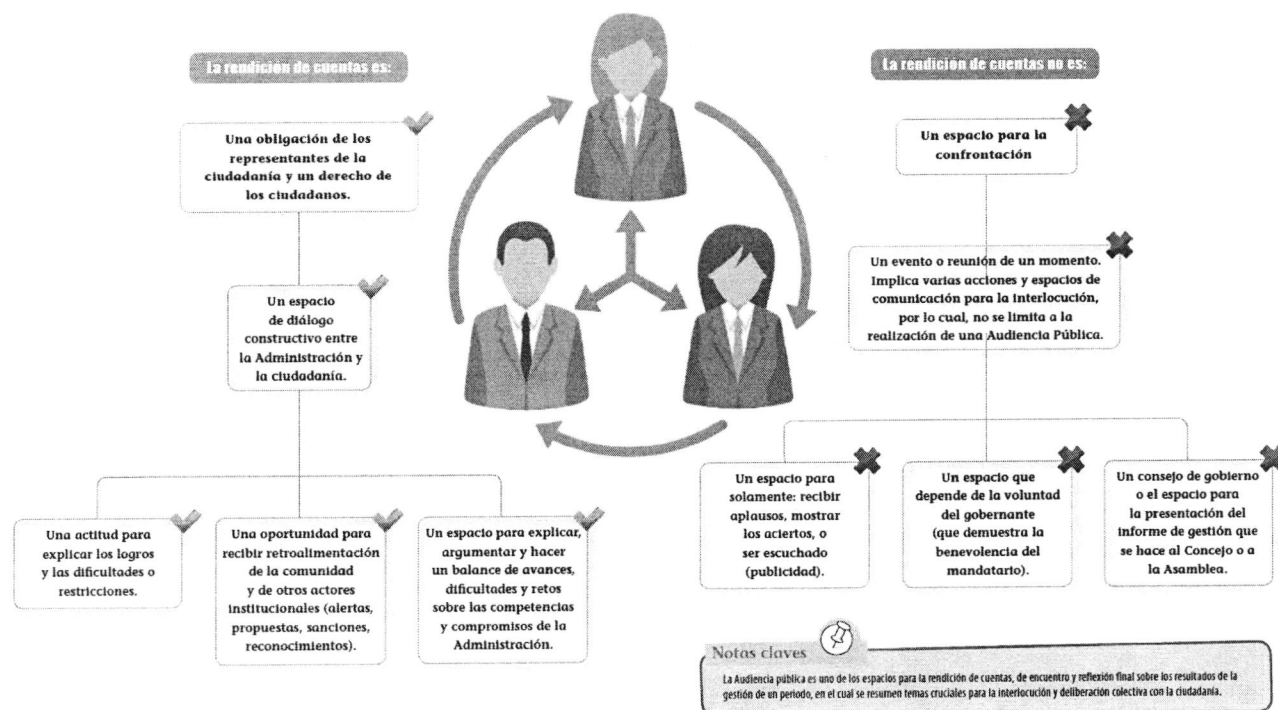 La rendición de cuentas es:
Una obligación de los
representantes de la
ciudadanía y un derecho de
los ciudadanos.
Un espacio
de diálogo
constructivo entre
la Administración y
la ciudadanía.
Una actitud para
explicar los logros
y las dificultades o
restricciones.
Una oportunidad para
recibir retroalimentación
de la comunidad
y de otros actores
institucionales (alertas,
propuestas, sanciones,
reconocimientos).
Un espacio para explicar,
argumentar y hacer
un balance de avances,
dificultades y retos
sobre las competencias
y compromisos de la
Administración.
La rendición de cuentas no es:
Un espacio para la
confrontación
Un evento o reunión de un momento.
Implica varias acciones y espacios de
comunicación para la interlocución,
por lo cual, no se limita a la
realización de una Audiencia Pública.
Un espacio para
solamente: recibir
aplausos, mostrar
los aciertos, o
ser escuchado
(publicidad).
Un espacio que
depende de la voluntad
del gobernante
(que demuestra la
benevolencia del
mandatario).
Un consejo de gobierno
o el espacio para
la presentación del
informe de gestión que
se hace al Concejo o a
la Asamblea.
Notas claves
La Audiencia pública es uno de los espacios para la rendición de cuentas, de encuentro y reflexión final sobre los resultados de la
gestión de un periodo, en el cual se resumen temas cruciales para la interlocución y deliberación colectiva con la ciudadanía.